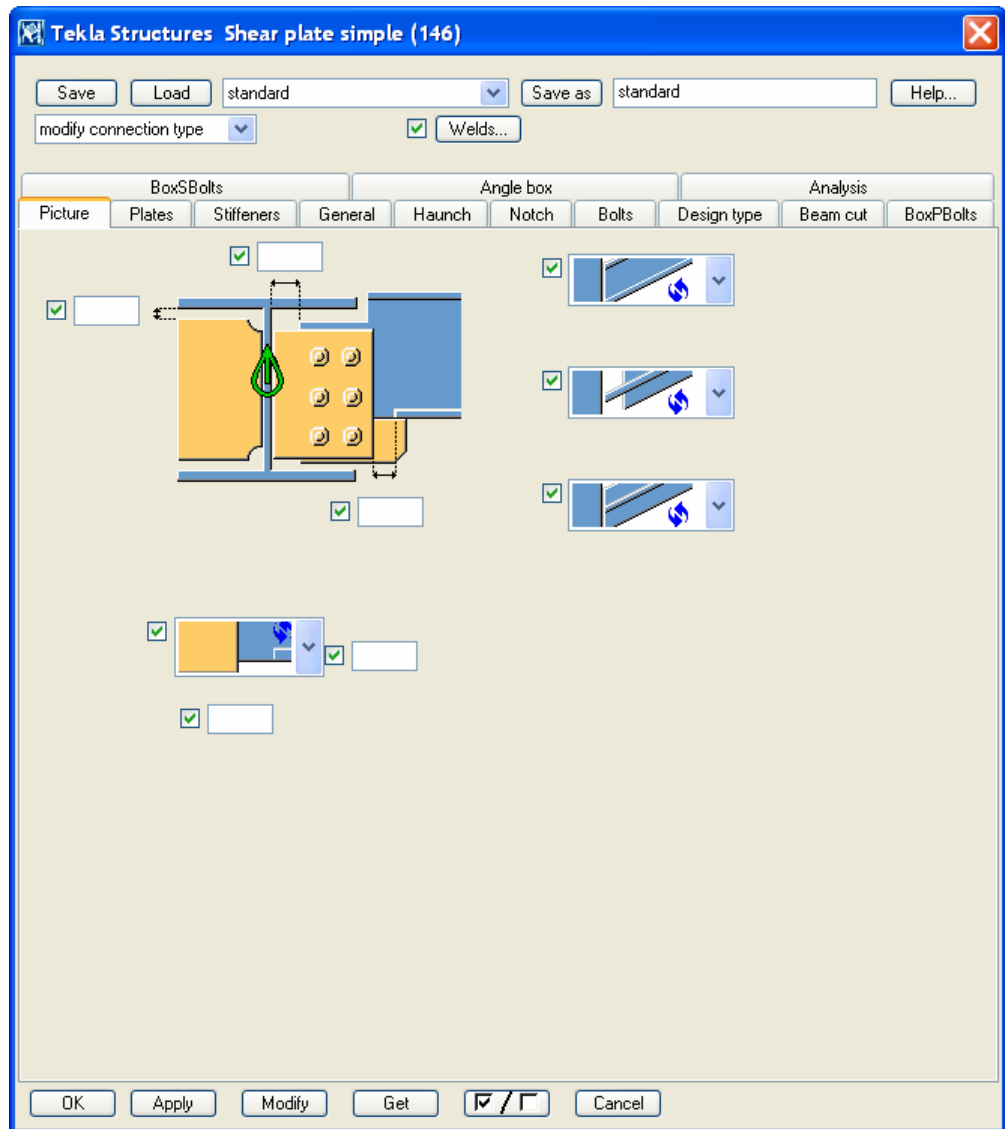 Tekla Structures Shear plate simple (146)
Save Load standard Save as standard Help...
modify connection type Welds...
BoxSBolts Angle box Analysis
Picture Plates Stiffeners General Haunch Notch Bolts Design type Beam cut BoxPBolts
OK Apply Modify Get / Cancel